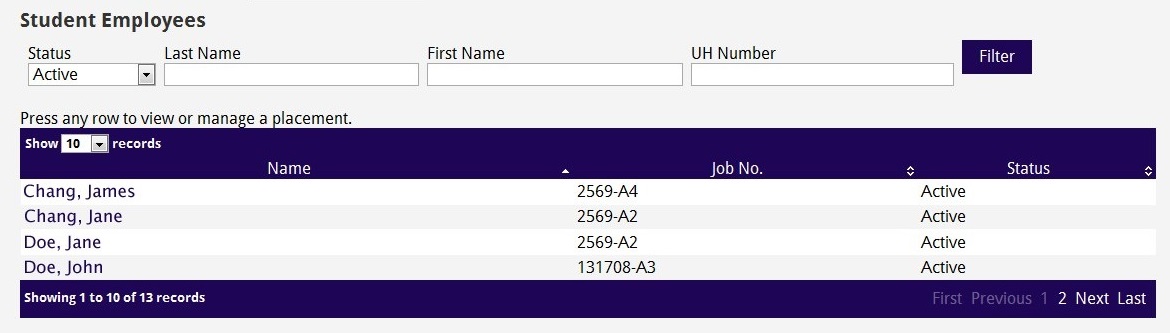 Student Employees
Status Last Name First Name UH Number
Active Filter
Press any row to view or manage a placement.
Show 10 records
Name Job No. Status
Chang, James 2569-A4 Active
Chang, Jane 2569-A2 Active
Doe, Jane 2569-A2 Active
Doe, John 131708-A3 Active
Showing 1 to 10 of 13 records First Previous 1 2 Next Last